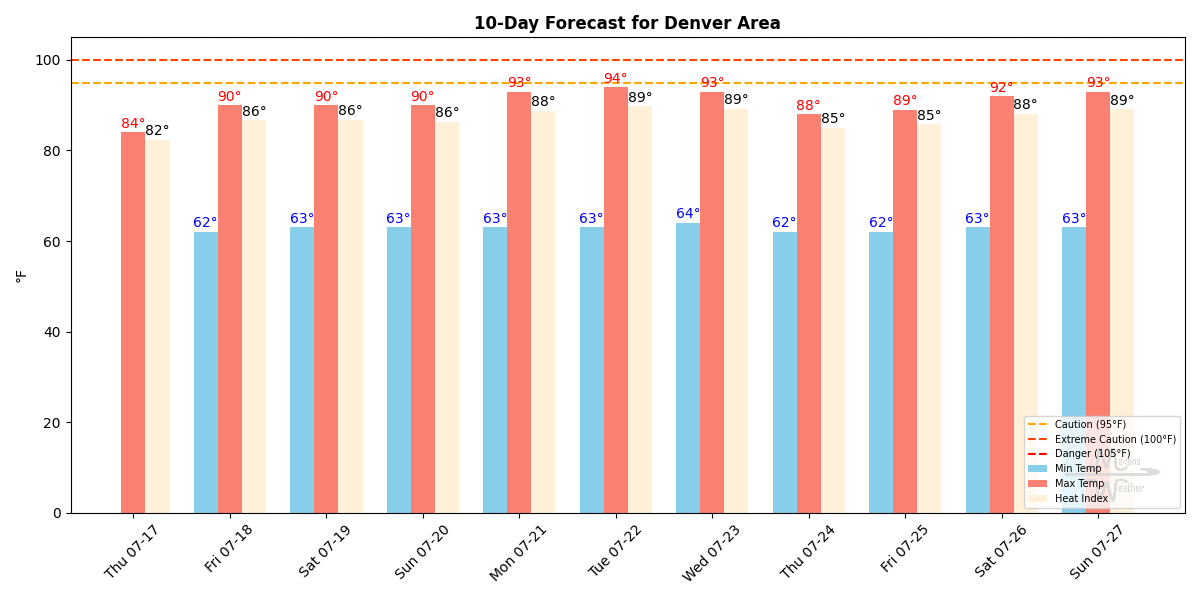 10-Day Forecast for Denver Area
100
80
60
40
20
0
°F
84° 82°
62° 90° 86°
63° 90° 86°
63° 90° 86°
63° 93° 88°
63° 94° 89°
64° 93° 89°
62° 88° 85°
62° 89° 85°
63° 92° 88°
63° 93° 89°
Thu 07-17
Fri 07-18
Sat 07-19
Sun 07-20
Mon 07-21
Tue 07-22
Wed 07-23
Thu 07-24
Fri 07-25
Sat 07-26
Sun 07-27
Caution (95°F)
Extreme Caution (100°F)
Danger (105°F)
Min Temp
Max Temp
Heat Index